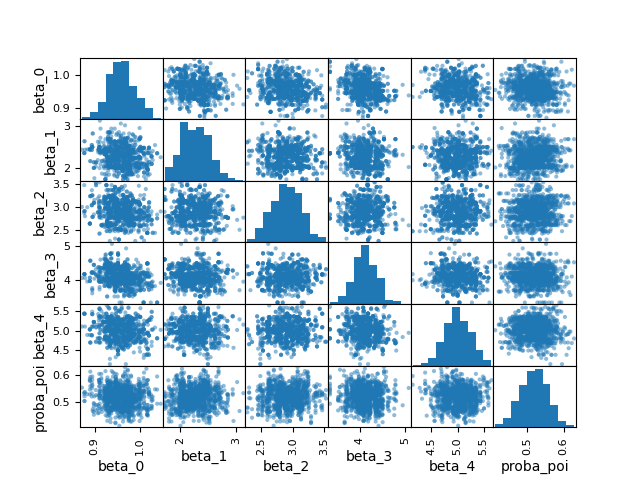 beta_0
1.0
0.9
beta_1
3
2
beta_2
3.5
3.0
2.5
beta_3
5
4
beta_4
5.5
5.0
4.5
proba_poi
0.6
0.5
0.9 1.0 2 3 2.5 3.0 3.5 4 5 4.5 5.0 5.5 0.5 0.6
beta_0 beta_1 beta_2 beta_3 beta_4 proba_poi